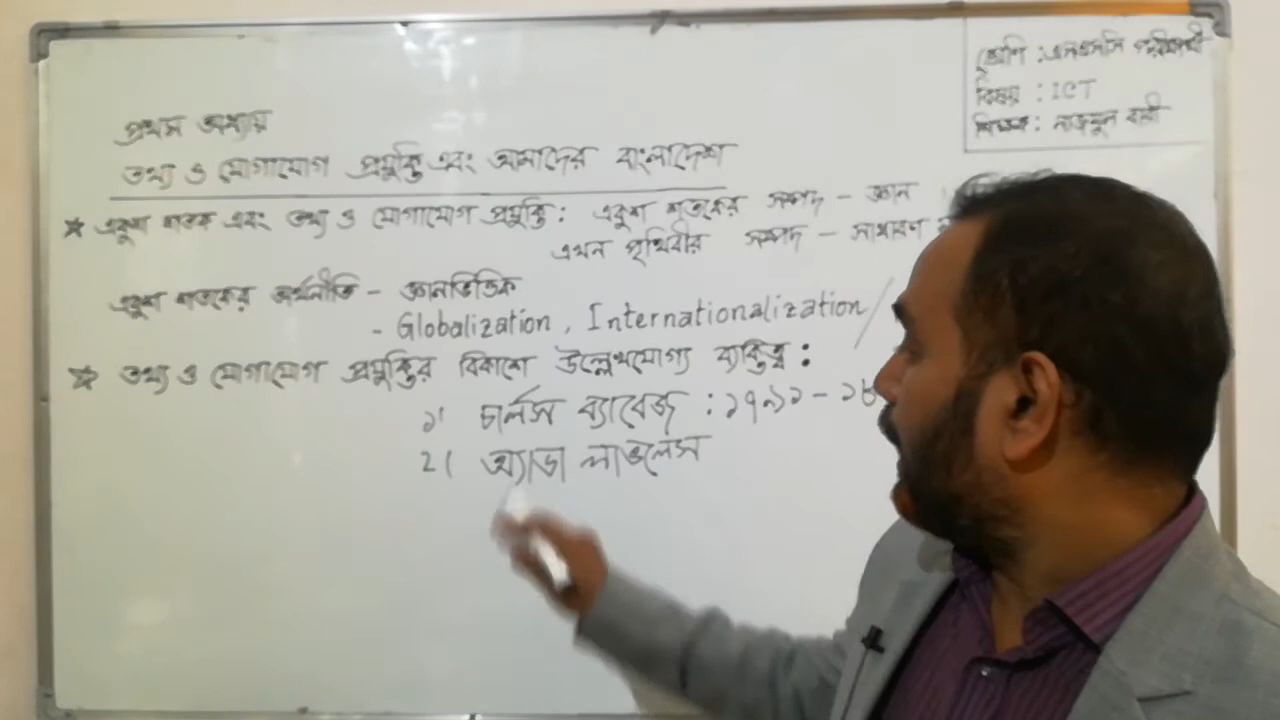 শ্রেণি : এসএসসি পরীক্ষার্থী
বিষয় : ICT
শিক্ষক : নাজমুল বারী
প্রথম অধ্যায়
তথ্য ও যোগাযোগ প্রযুক্তি এবং আমাদের বাংলাদেশ
★ একুশ শতক এবং তথ্য ও যোগাযোগ প্রযুক্তি : একুশ শতকের সম্পদ – জ্ঞান
এখন পৃথিবীর সম্পদ – সাধারণ
একুশ শতকের অর্থনীতি – জ্ঞানভিত্তিক
- Globalization, Internationalization
★ তথ্য ও যোগাযোগ প্রযুক্তির বিকাশে উল্লেখযোগ্য ব্যক্তিত্ব :
১। চার্লস ব্যাবেজ : ১৭৯১ – ১৮
২। অ্যাডা লাভলেস